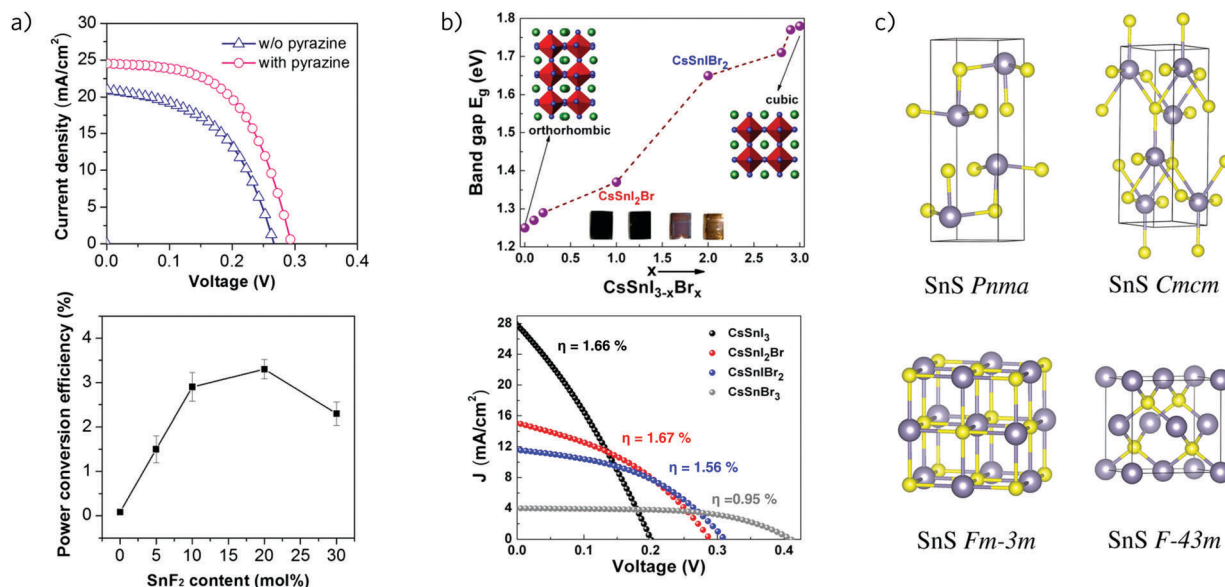 a)
Current density (mA/cm²)
30
25
20
15
10
5
0
w/o pyrazine
with pyrazine
0.0 0.1 0.2 0.3 0.4
Voltage (V)
Power conversion efficiency (%)
4
3
2
1
0
0 5 10 20 30
SnF₂ content (mol%)
b)
Band gap E_g (eV)
1.8
1.7
1.6
1.5
1.4
1.3
1.2
CsSnIBr₂
cubic
orthorhombic
CsSnI₂Br
0.0 0.5 1.0 1.5 2.0 2.5 3.0
x
CsSnI₃₋ₓBrₓ
J (mA/cm²)
28
24
20
16
12
8
4
0
η = 1.66 %
CsSnI₃
CsSnI₂Br
CsSnIBr₂
CsSnBr₃
η = 1.67 %
η = 1.56 %
η =0.95 %
0.0 0.1 0.2 0.3 0.4
Voltage (V)
c)
SnS Pnma
SnS Cmcm
SnS Fm-3m
SnS F-43m